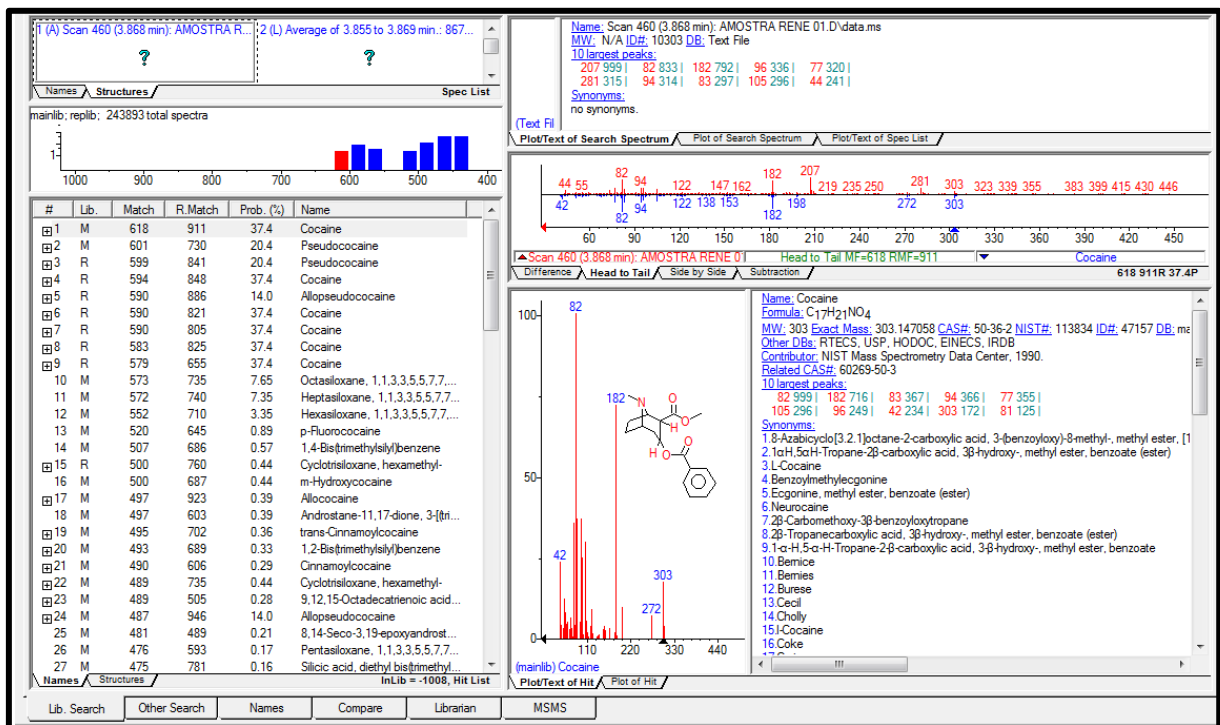 1 (A) Scan 460 (3.868 min): AMOSTRA R...
2 (L) Average of 3.855 to 3.869 min.: 867...
?
?
Names Structures Spec List
mainlib; replib; 243893 total spectra
1
1000 900 800 700 600 500 400
# Lib. Match R.Match Prob. (%) Name
1 M 618 911 37.4 Cocaine
2 M 601 730 20.4 Pseudococaine
3 R 599 841 20.4 Pseudococaine
4 R 594 848 37.4 Cocaine
5 R 590 886 14.0 Allopseudococaine
6 R 590 821 37.4 Cocaine
7 R 590 805 37.4 Cocaine
8 R 583 825 37.4 Cocaine
9 R 579 655 37.4 Cocaine
10 M 573 735 7.65 Octasiloxane, 1,1,3,3,5,5,7,7,...
11 M 572 740 7.35 Heptasiloxane, 1,1,3,3,5,5,7,7,...
12 M 552 710 3.35 Hexasiloxane, 1,1,3,3,5,5,7,7,...
13 M 520 645 0.89 p-Fluorococaine
14 M 507 686 0.57 1,4-Bis(trimethylsilyl)benzene
15 R 500 760 0.44 Cyclotrisiloxane, hexamethyl-
16 M 500 687 0.44 m-Hydroxycocaine
17 M 497 923 0.39 Allococaine
18 M 497 603 0.39 Androstane-11,17-dione, 3-[(tri...
19 M 495 702 0.36 trans-Cinnamoylcocaine
20 M 493 689 0.33 1,2-Bis(trimethylsilyl)benzene
21 M 490 606 0.29 Cinnamoylcocaine
22 M 489 735 0.44 Cyclotrisiloxane, hexamethyl-
23 M 489 505 0.28 9,12,15-Octadecatrienoic acid...
24 M 487 946 14.0 Allopseudococaine
25 M 481 489 0.21 8,14-Seco-3,19-epoxyandrost...
26 M 476 593 0.17 Pentasiloxane, 1,1,3,3,5,5,7,7...
27 M 475 781 0.16 Silicic acid, diethyl bis(trimethyl...
Names Structures InLib = -1008, Hit List
Name: Scan 460 (3.868 min): AMOSTRA RENE 01.D\data.ms
MW: N/A ID#: 10303 DB: Text File
10 largest peaks:
207 999 | 82 833 | 182 792 | 96 336 | 77 320 |
281 315 | 94 314 | 83 297 | 105 296 | 44 241 |
Synonyms:
no synonyms.
(Text Fil
Plot/Text of Search Spectrum Plot of Search Spectrum Plot/Text of Spec List
44 55 82 94 122 147 162 182 207 219 235 250 281 303 323 339 355 383 399 415 430 446
42 82 94 122 138 153 182 198 272 303
60 90 120 150 180 210 240 270 300 330 360 390 420 450
Scan 460 (3.868 min): AMOSTRA RENE 01 Head to Tail MF=618 RMF=911 Cocaine
Difference Head to Tail Side by Side Subtraction 618 911R 37.4P
100
50
0
82
182
42
272
303
110 220 330 440
N
O
O
H
H
O
O
(mainlib) Cocaine
Plot/Text of Hit Plot of Hit
Name: Cocaine
Formula: C17H21NO4
MW: 303 Exact Mass: 303.147058 CAS#: 50-36-2 NIST#: 113834 ID#: 47157 DB: ma
Other DBs: RTECS, USP, HODOC, EINECS, IRDB
Contributor: NIST Mass Spectrometry Data Center, 1990.
Related CAS#: 60269-50-3
10 largest peaks:
82 999 | 182 716 | 83 367 | 94 366 | 77 355 |
105 296 | 96 249 | 42 234 | 303 172 | 81 125 |
Synonyms:
1.8-Azabicyclo[3.2.1]octane-2-carboxylic acid, 3-(benzoyloxy)-8-methyl-, methyl ester, [1
2.1αH,5αH-Tropane-2β-carboxylic acid, 3β-hydroxy-, methyl ester, benzoate (ester)
3.L-Cocaine
4.Benzoylmethylecgonine
5.Ecgonine, methyl ester, benzoate (ester)
6.Neurocaine
7.2β-Carbomethoxy-3β-benzoyloxytropane
8.2β-Tropanecarboxylic acid, 3β-hydroxy-, methyl ester, benzoate (ester)
9.1-α-H,5-α-H-Tropane-2-β-carboxylic acid, 3-β-hydroxy-, methyl ester, benzoate
10.Bernice
11.Bernies
12.Burese
13.Cecil
14.Cholly
15.l-Cocaine
16.Coke
Lib. Search Other Search Names Compare Librarian MSMS